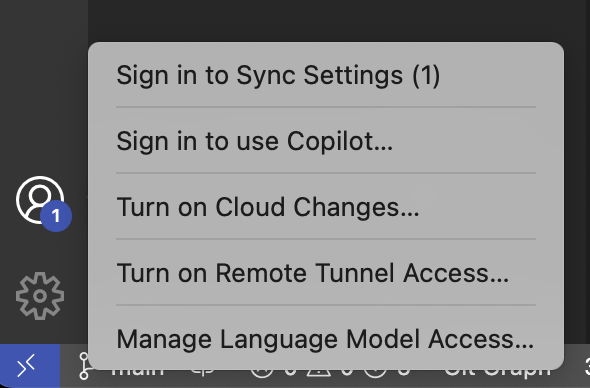 Sign in to Sync Settings (1)
Sign in to use Copilot...
Turn on Cloud Changes...
1
Turn on Remote Tunnel Access...
Manage Language Model Access...
main Git Graph